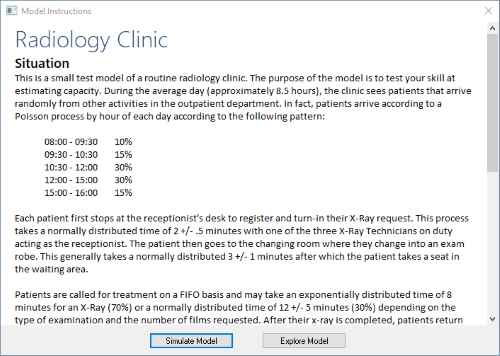 Model Instructions
Radiology Clinic
Situation
This is a small test model of a routine radiology clinic. The purpose of the model is to test your skill at
estimating capacity. During the average day (approximately 8.5 hours), the clinic sees patients that arrive
randomly from other activities in the outpatient department. In fact, patients arrive according to a
Poisson process by hour of each day according to the following pattern:
08:00 - 09:30 10%
09:30 - 10:30 15%
10:30 - 12:00 30%
12:00 - 15:00 30%
15:00 - 16:00 15%
Each patient first stops at the receptionist's desk to register and turn-in their X-Ray request. This process
takes a normally distributed time of 2 +/- .5 minutes with one of the three X-Ray Technicians on duty
acting as the receptionist. The patient then goes to the changing room where they change into an exam
robe. This generally takes a normally distributed 3 +/- 1 minutes after which the patient takes a seat in
the waiting area.
Patients are called for treatment on a FIFO basis and may take an exponentially distributed time of 8
minutes for an X-Ray (70%) or a normally distributed time of 12 +/- 5 minutes (30%) depending on the
type of examination and the number of films requested. After their x-ray is completed, patients return
Simulate Model
Explore Model